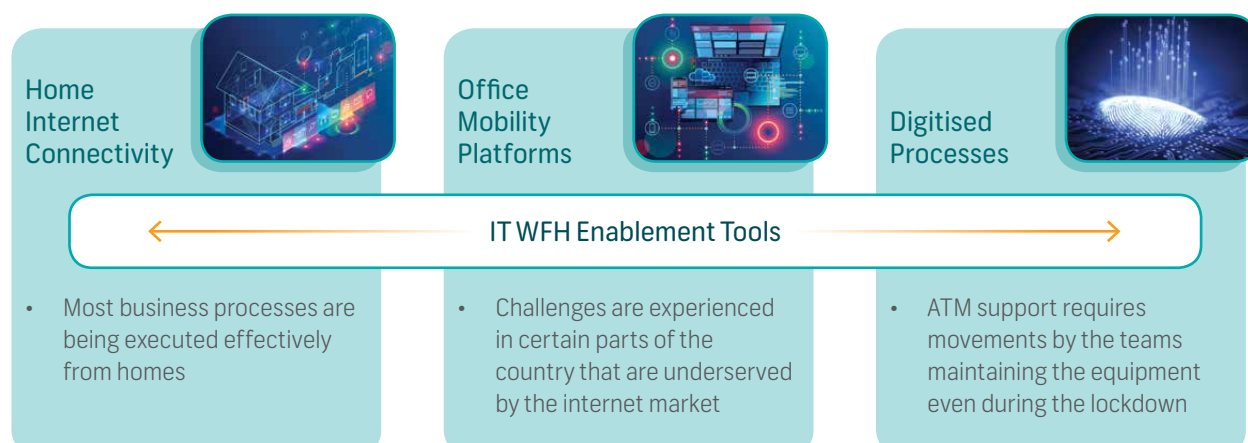 Home
Internet
Connectivity
Office
Mobility
Platforms
Digitised
Processes
IT WFH Enablement Tools
• Most business processes are
being executed effectively
from homes
• Challenges are experienced
in certain parts of the
country that are underserved
by the internet market
• ATM support requires
movements by the teams
maintaining the equipment
even during the lockdown